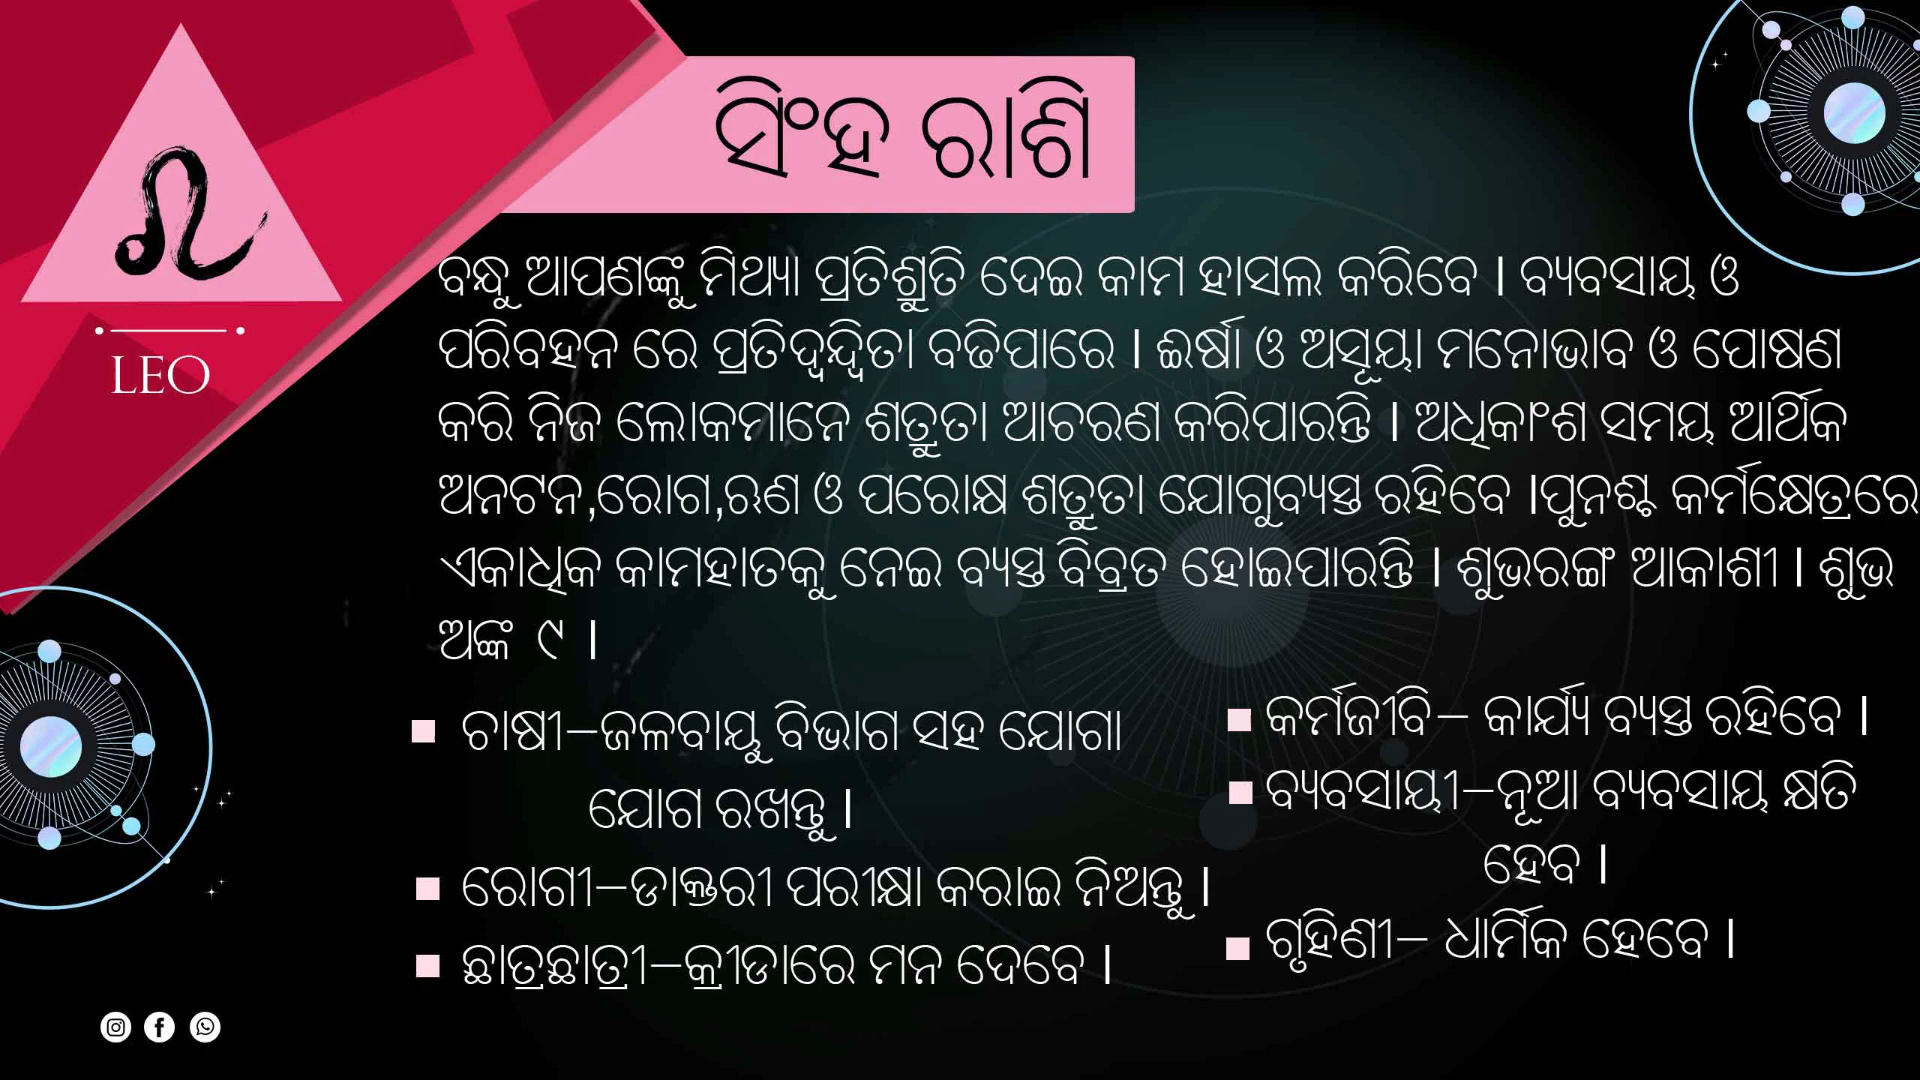 ସିଂହ ରାଶି
LEO
ବନ୍ଧୁ ଆପଣଙ୍କୁ ମିଥ୍ୟା ପ୍ରତିଶ୍ରୁତି ଦେଇ କାମ ହାସଲ କରିବେ । ବ୍ୟବସାୟ ଓ
ପରିବହନ ରେ ପ୍ରତିଦ୍ୱନ୍ଦ୍ୱିତା ବଢିପାରେ । ଈର୍ଷା ଓ ଅସୂୟା ମନୋଭାବ ଓ ପୋଷଣ
କରି ନିଜ ଲୋକମାନେ ଶତ୍ରୁତା ଆଚରଣ କରିପାରନ୍ତି । ଅଧିକାଂଶ ସମୟ ଆର୍ଥିକ
ଅନଟନ,ରୋଗ,ଋଣ ଓ ପରୋକ୍ଷ ଶତ୍ରୁତା ଯୋଗୁବ୍ୟସ୍ତ ରହିବେ ।ପୁନଶ୍ଚ କର୍ମକ୍ଷେତ୍ରରେ
ଏକାଧିକ କାମହାତକୁ ନେଇ ବ୍ୟସ୍ତ ବିବ୍ରତ ହୋଇପାରନ୍ତି । ଶୁଭରଙ୍ଗ ଆକାଶୀ । ଶୁଭ
ଅଙ୍କ ୯ ।
ଚାଷୀ–ଜଳବାୟୁ ବିଭାଗ ସହ ଯୋଗା
ଯୋଗ ରଖନ୍ତୁ ।
ରୋଗୀ–ଡାକ୍ତରୀ ପରୀକ୍ଷା କରାଇ ନିଅନ୍ତୁ ।
ଛାତ୍ରଛାତ୍ରୀ–କ୍ରୀଡାରେ ମନ ଦେବେ ।
କର୍ମଜୀବି– କାର୍ଯ୍ୟ ବ୍ୟସ୍ତ ରହିବେ ।
ବ୍ୟବସାୟୀ–ନୂଆ ବ୍ୟବସାୟ କ୍ଷତି
ହେବ ।
ଗୃହିଣୀ– ଧାର୍ମିକ ହେବେ ।